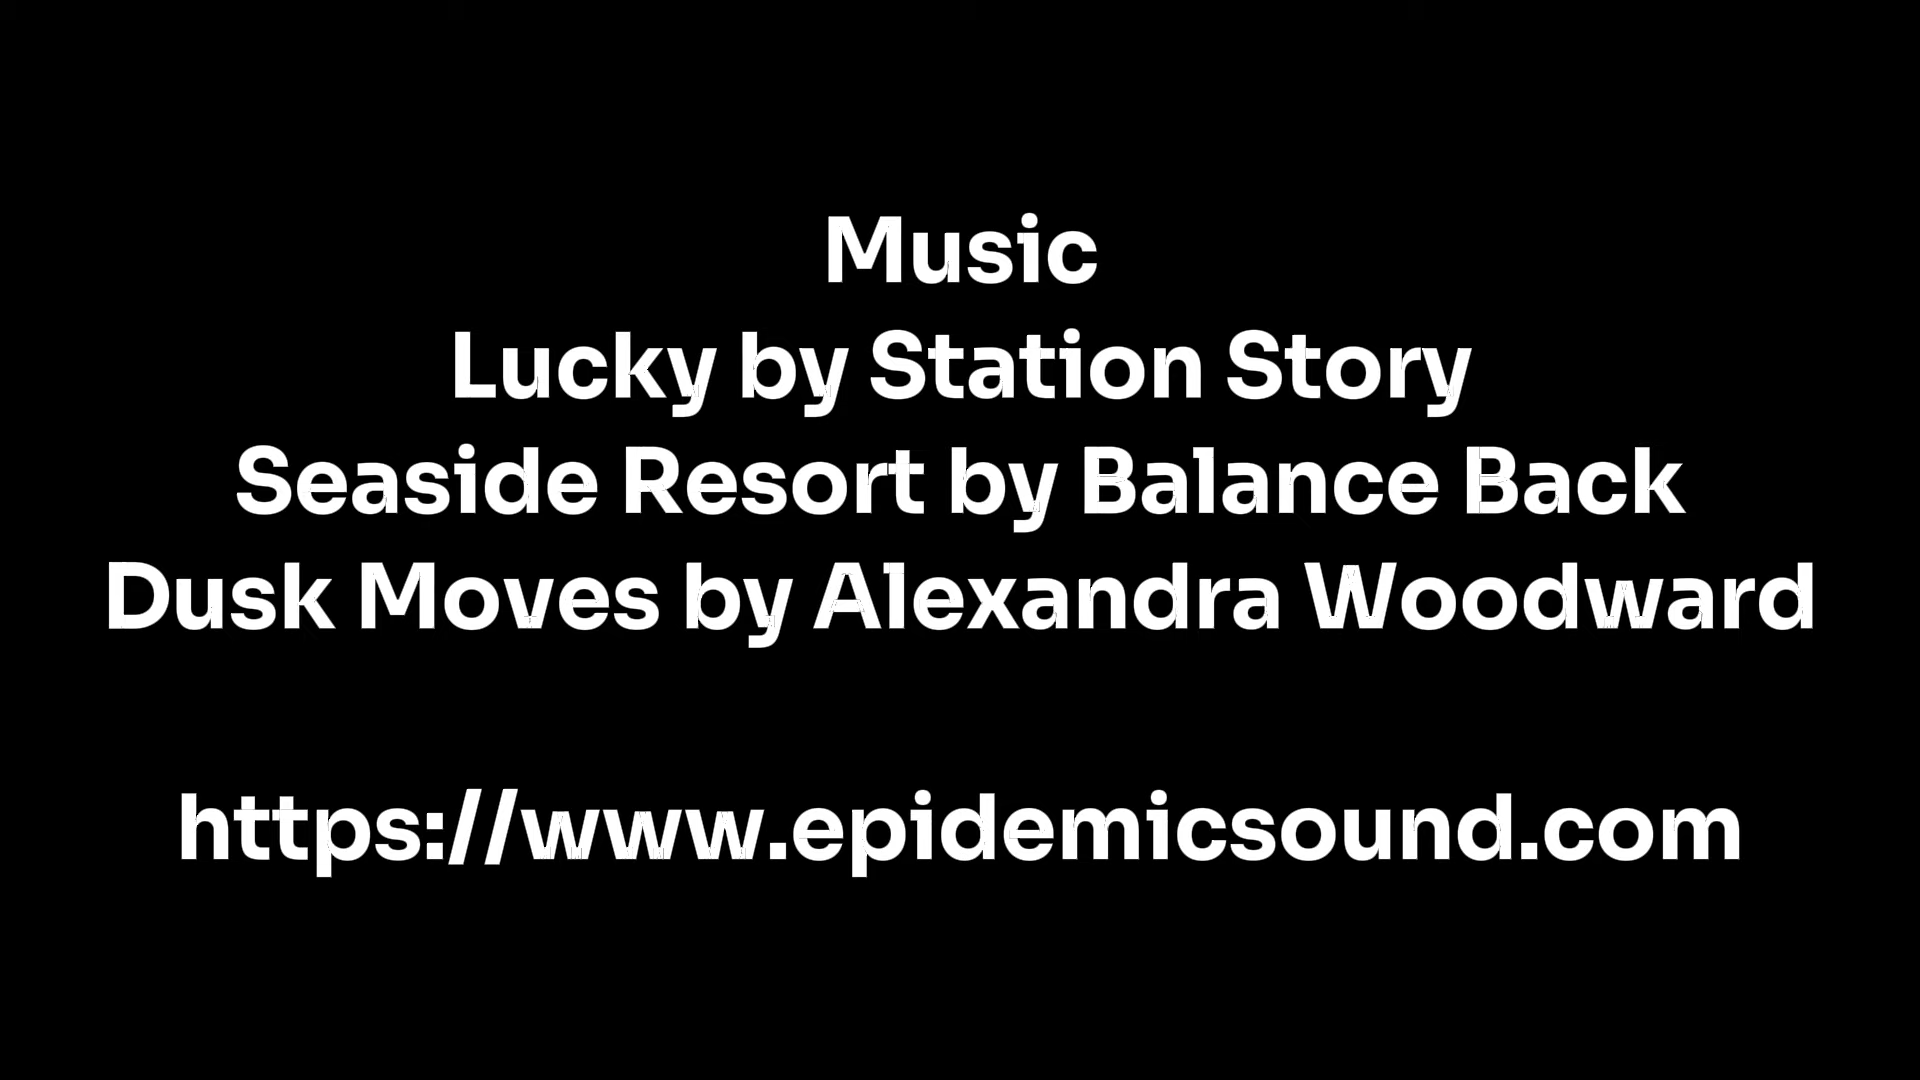 Music
Lucky by Station Story
Seaside Resort by Balance Back
Dusk Moves by Alexandra Woodward
https://www.epidemicsound.com